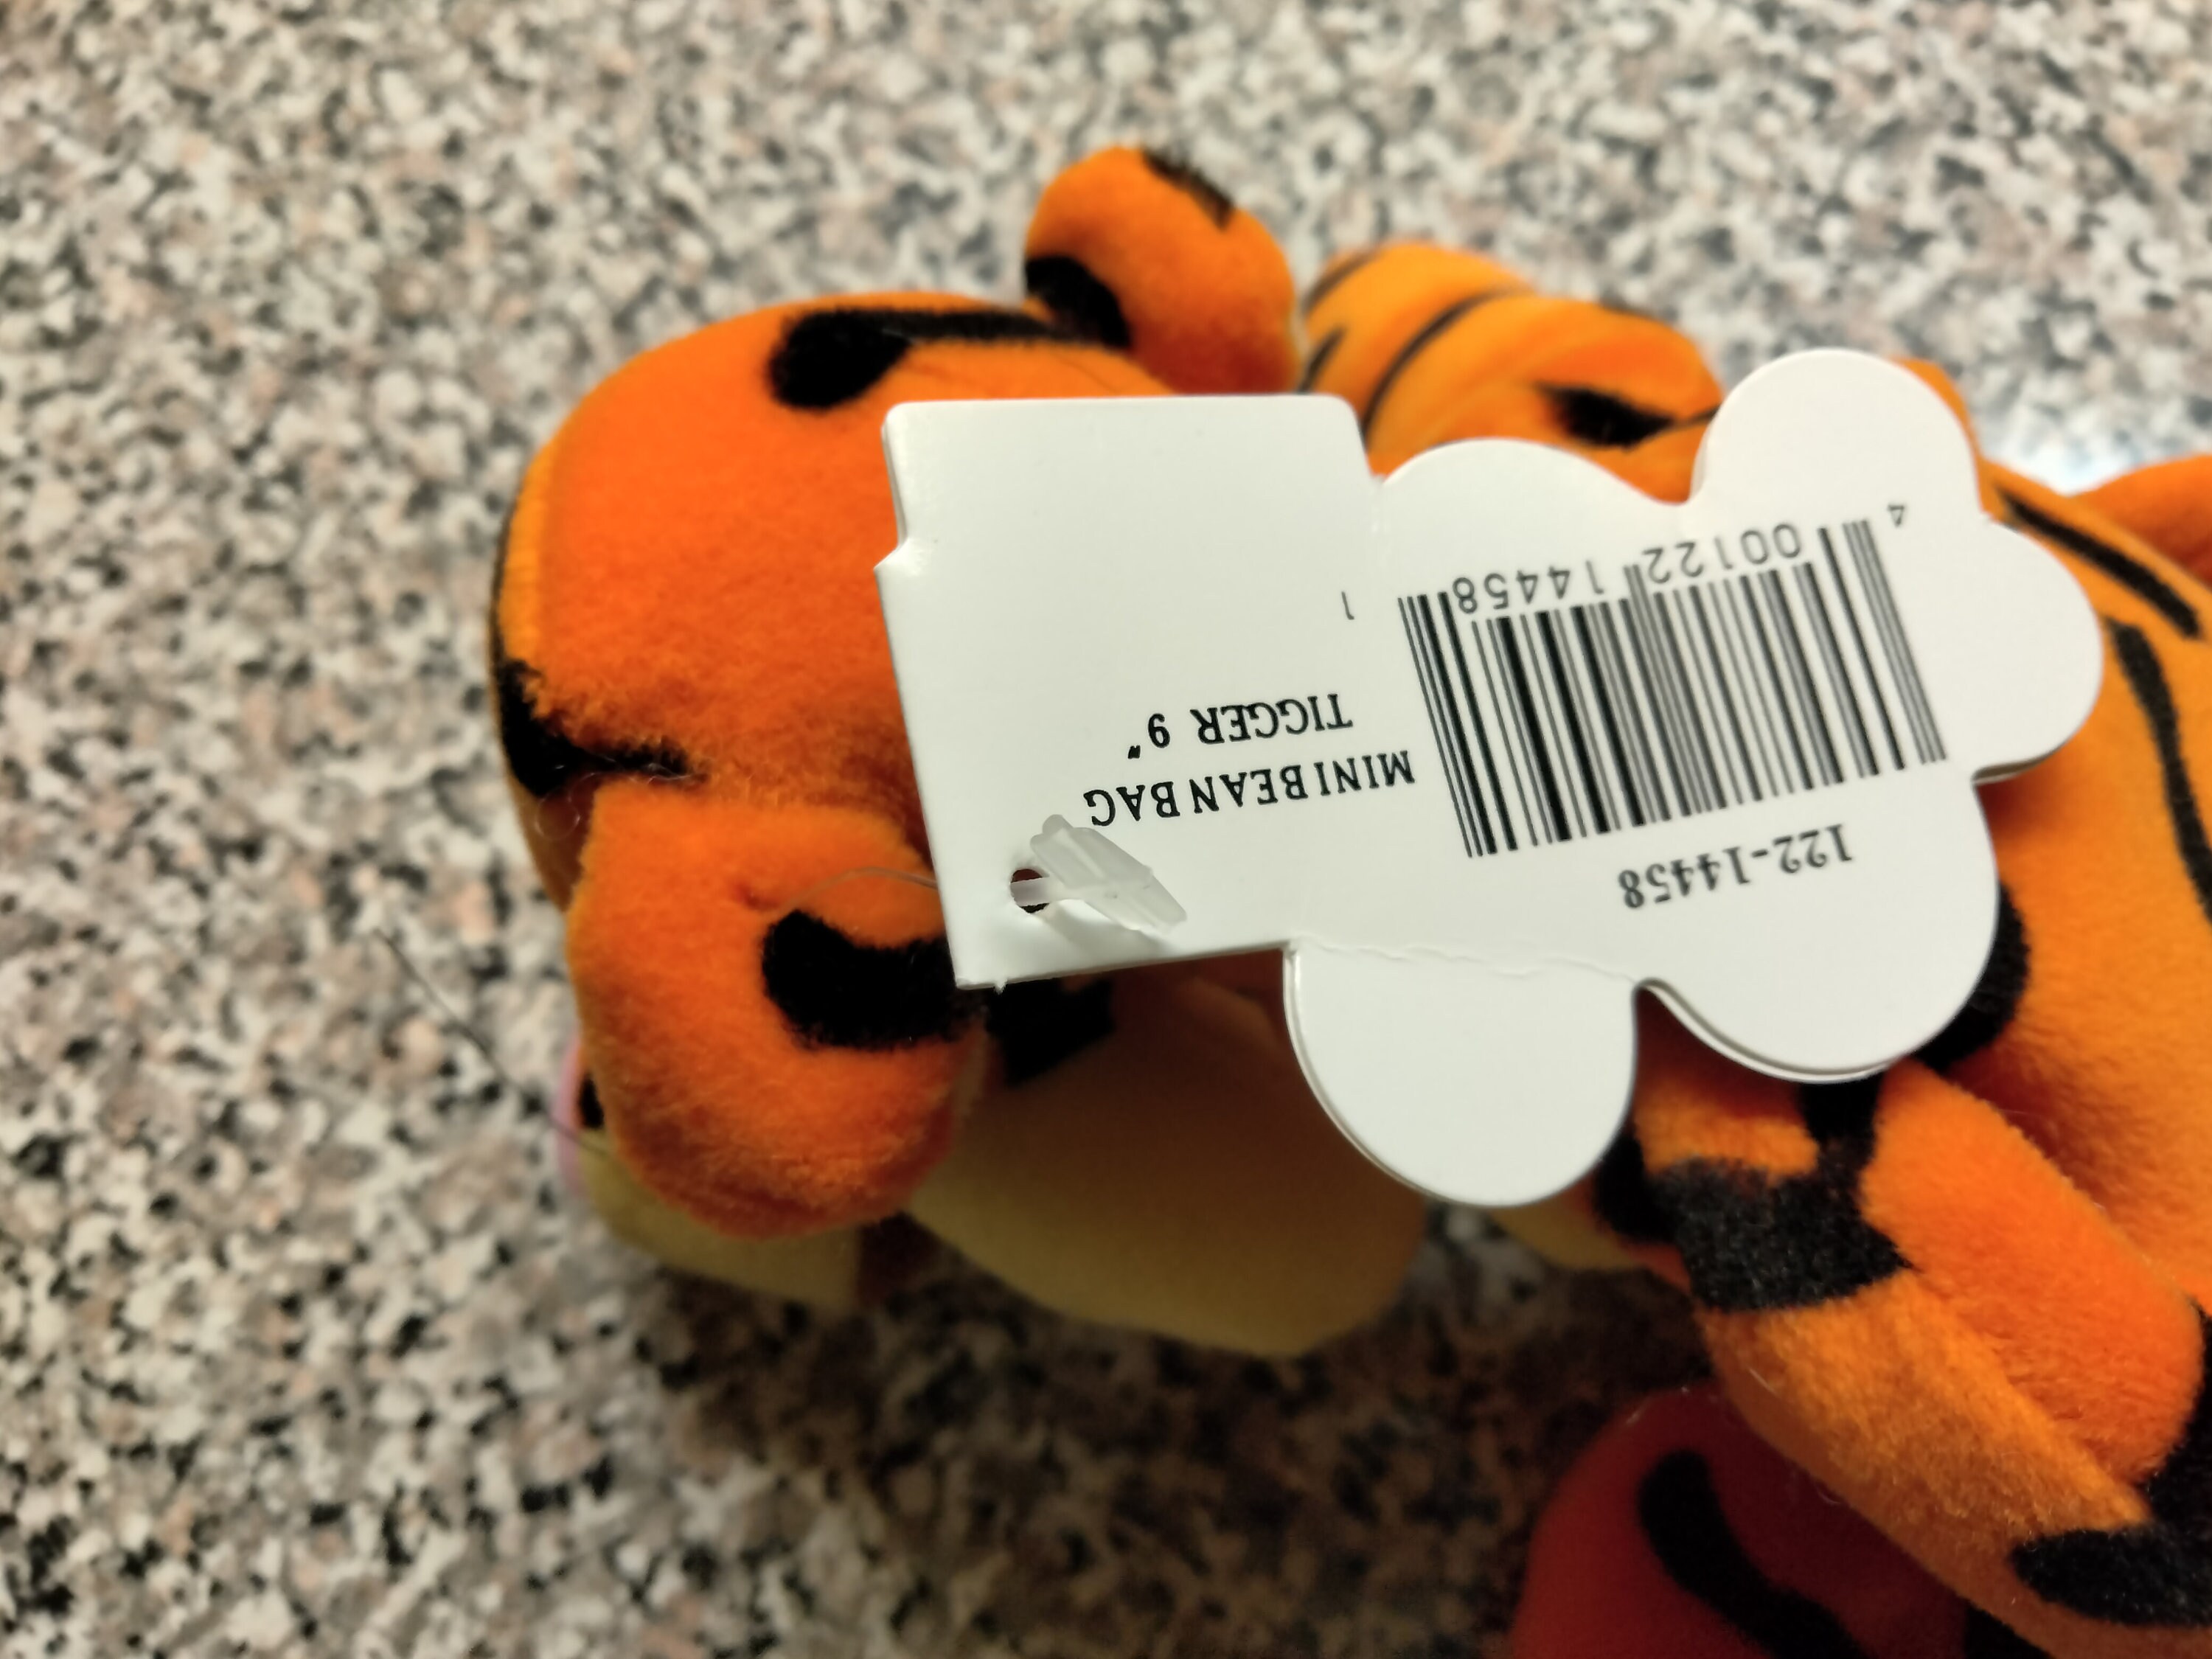 122-14458
4 00122 14458 1
MINI BEAN BAG
TIGGER 9"